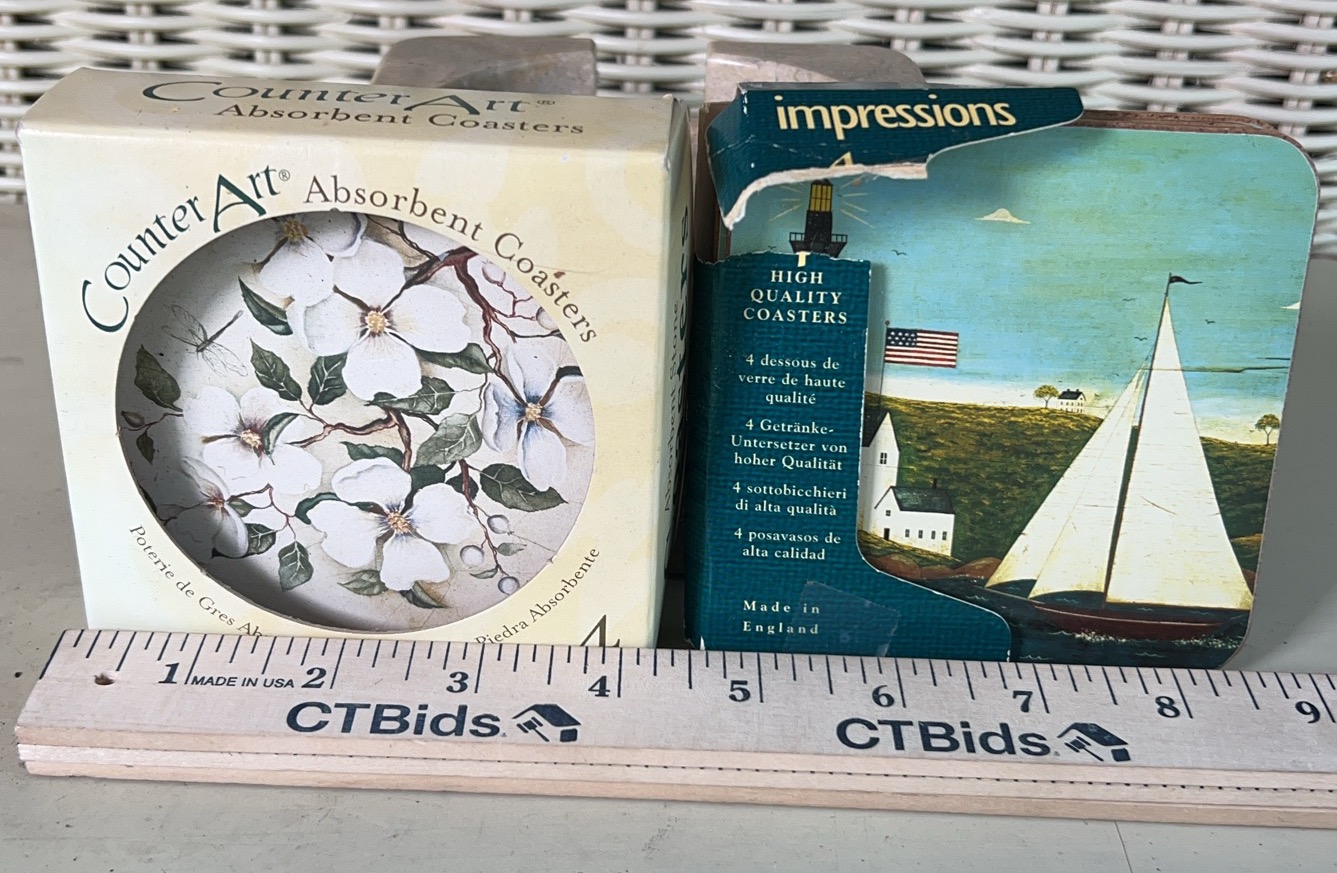 CounterArt®
Absorbent Coasters
CounterArt® Absorbent Coasters
Poterie de Gres
Piedra Absorbente
4
impressions
HIGH
QUALITY
COASTERS
4 dessous de
verre de haute
qualité
4 Getränke-
Untersetzer von
hoher Qualität
4 sottobicchieri
di alta qualità
4 posavasos de
alta calidad
Made in
England
1 MADE IN USA 2 3 4 5 6 7 8 9
CTBids. CTBids.